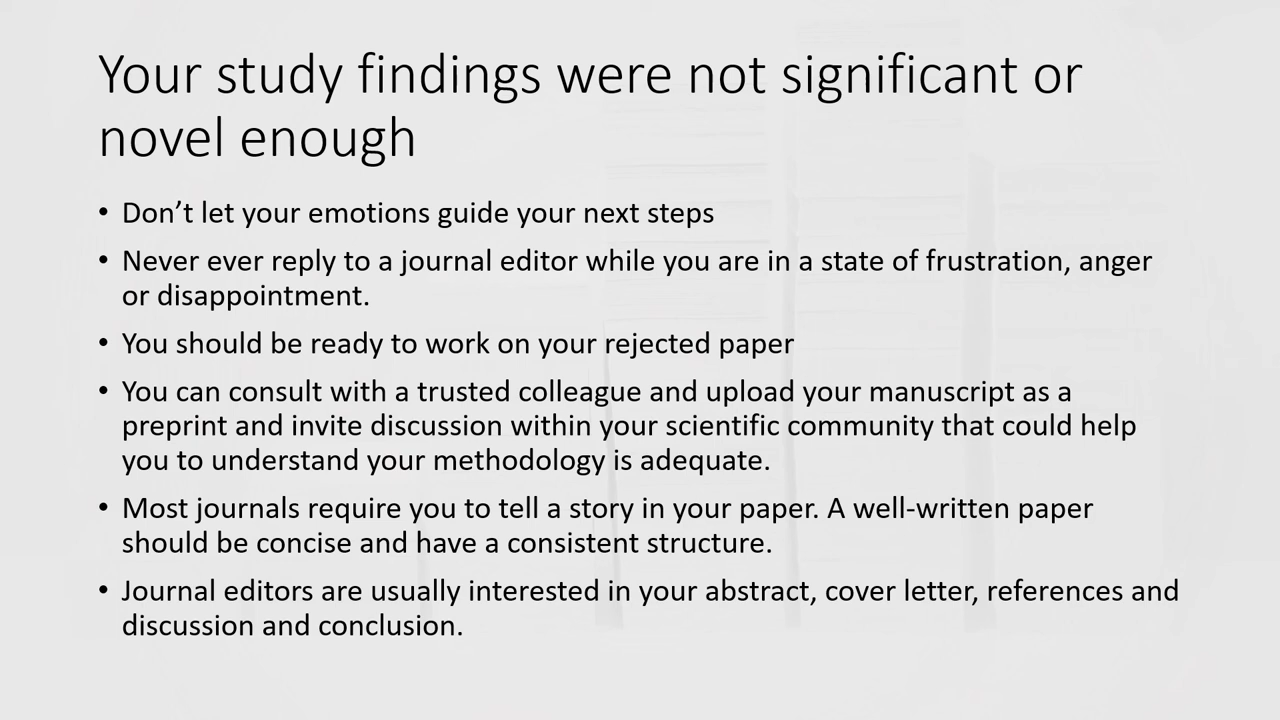 Your study findings were not significant or
novel enough
• Don’t let your emotions guide your next steps
• Never ever reply to a journal editor while you are in a state of frustration, anger
or disappointment.
• You should be ready to work on your rejected paper
• You can consult with a trusted colleague and upload your manuscript as a
preprint and invite discussion within your scientific community that could help
you to understand your methodology is adequate.
• Most journals require you to tell a story in your paper. A well-written paper
should be concise and have a consistent structure.
• Journal editors are usually interested in your abstract, cover letter, references and
discussion and conclusion.